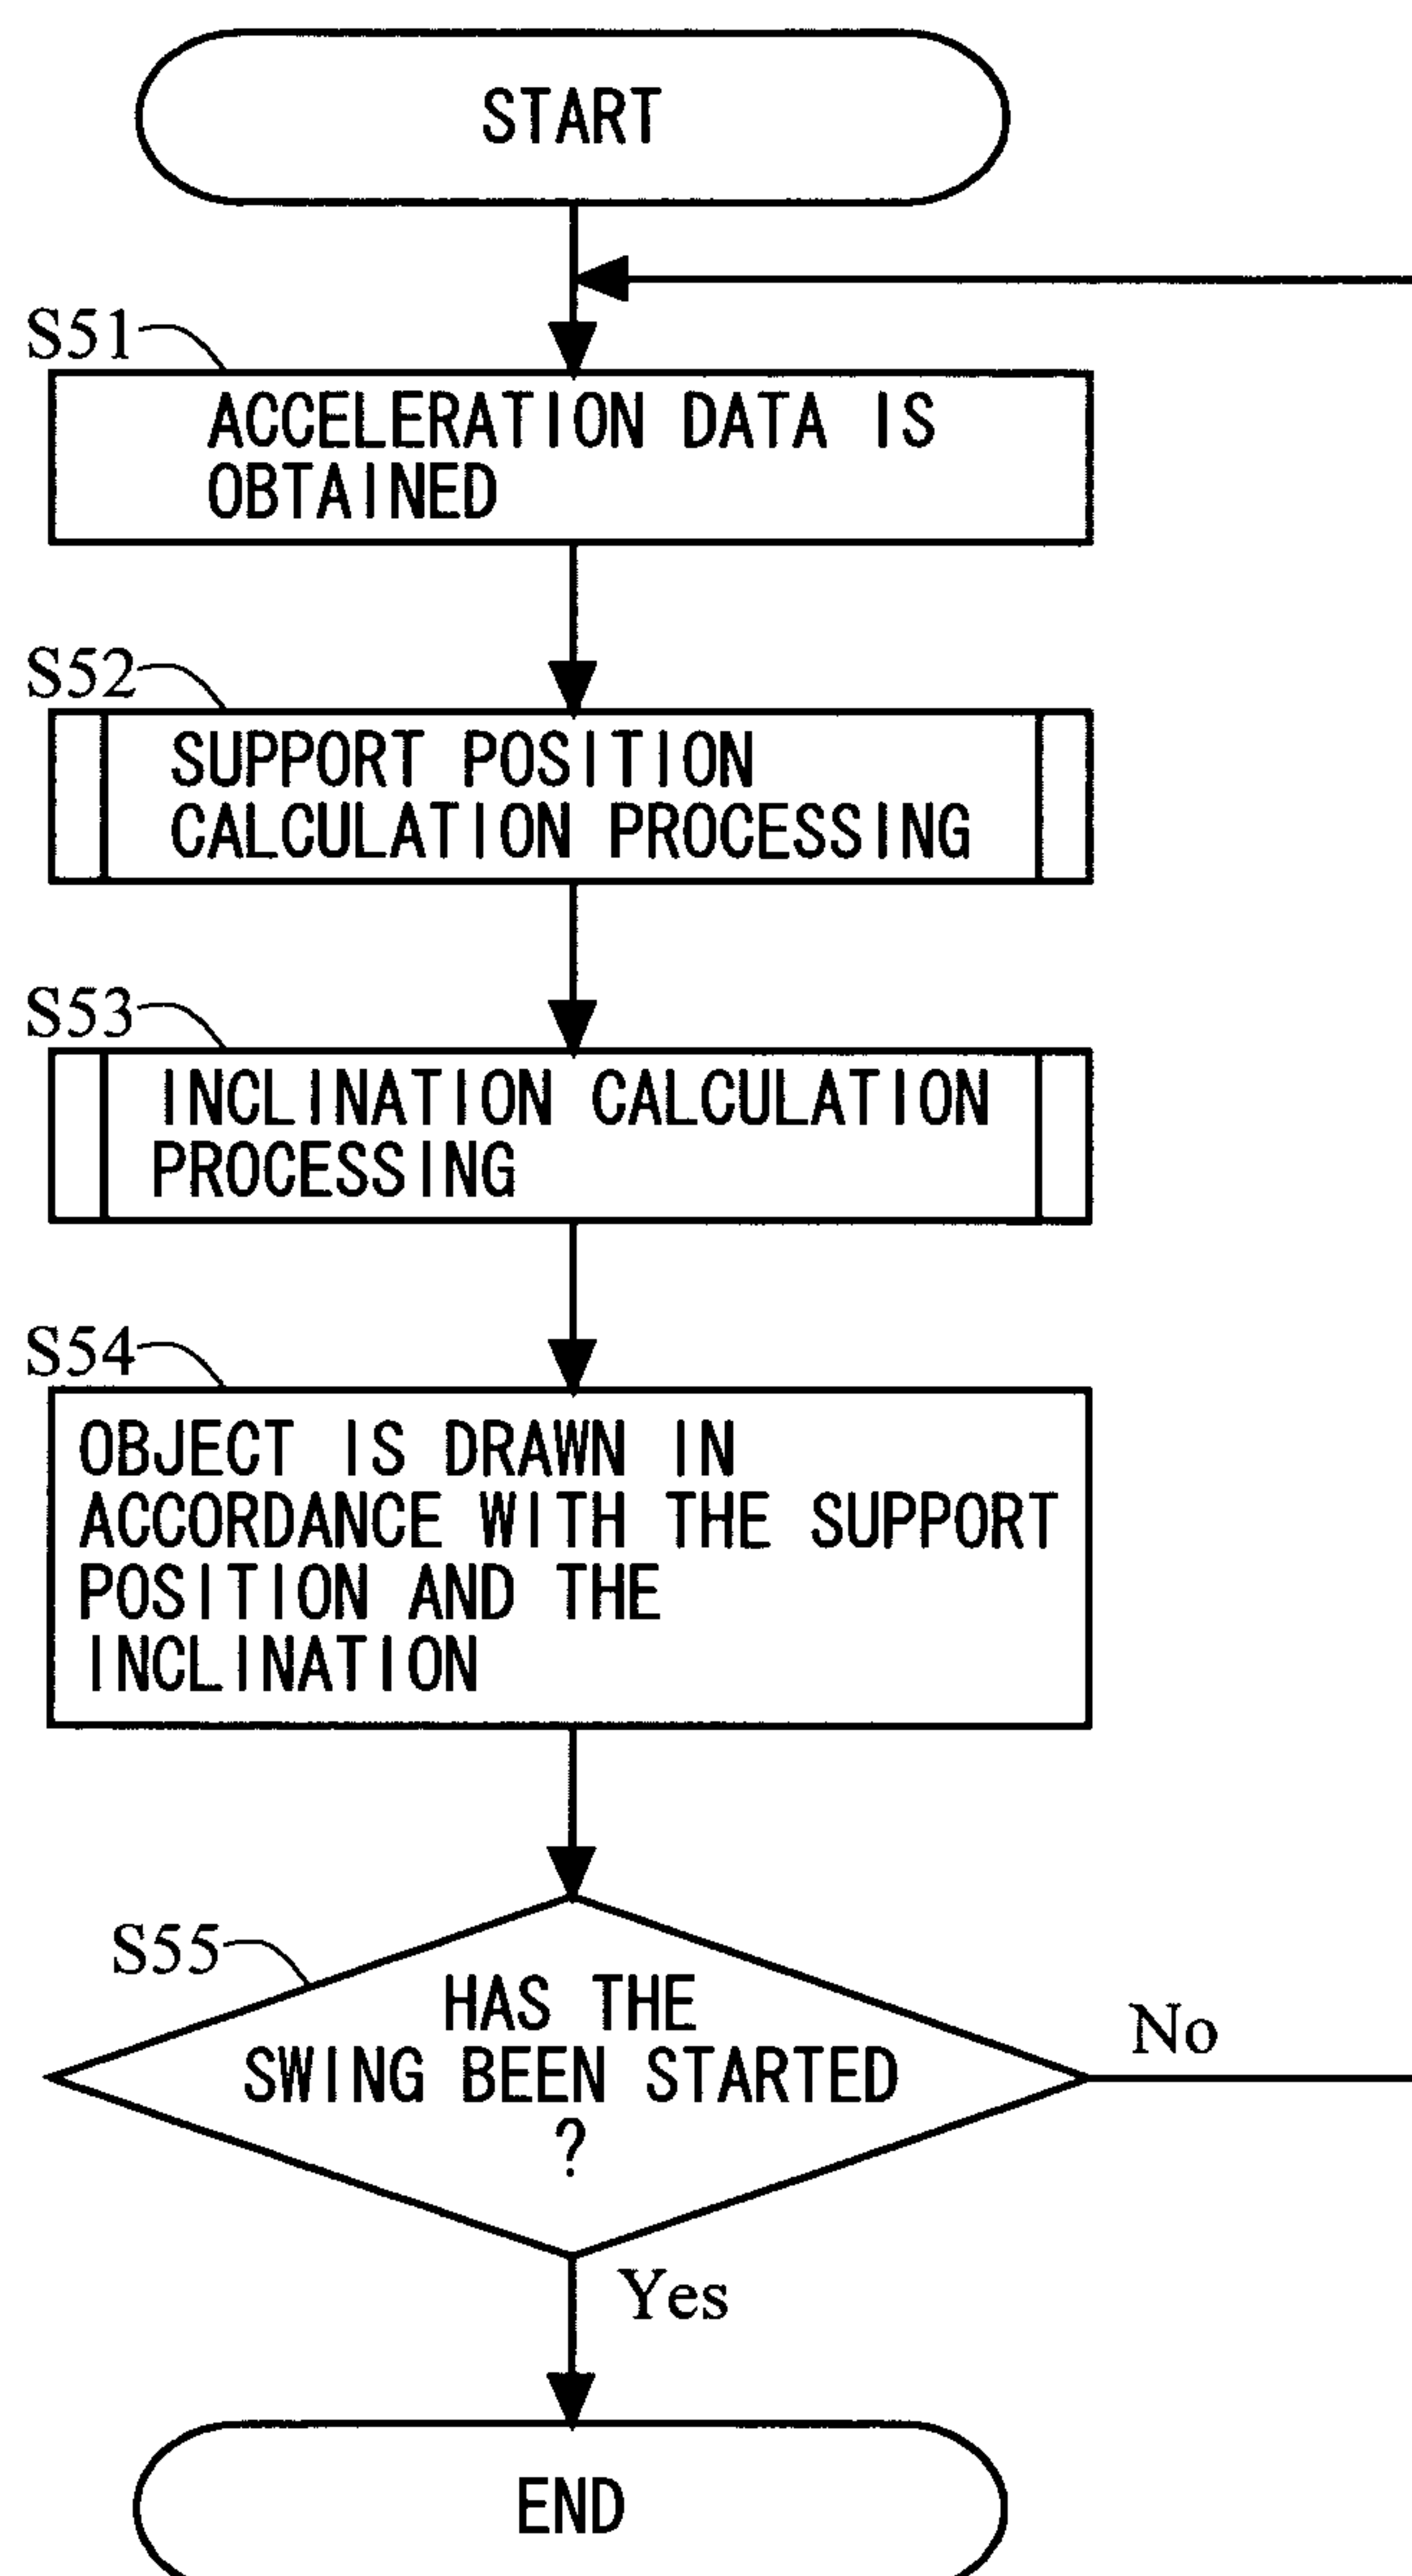 START
S51
ACCELERATION DATA IS
OBTAINED
S52
SUPPORT POSITION
CALCULATION PROCESSING
S53
INCLINATION CALCULATION
PROCESSING
S54
OBJECT IS DRAWN IN
ACCORDANCE WITH THE SUPPORT
POSITION AND THE
INCLINATION
S55
HAS THE
SWING BEEN STARTED
?
No
Yes
END